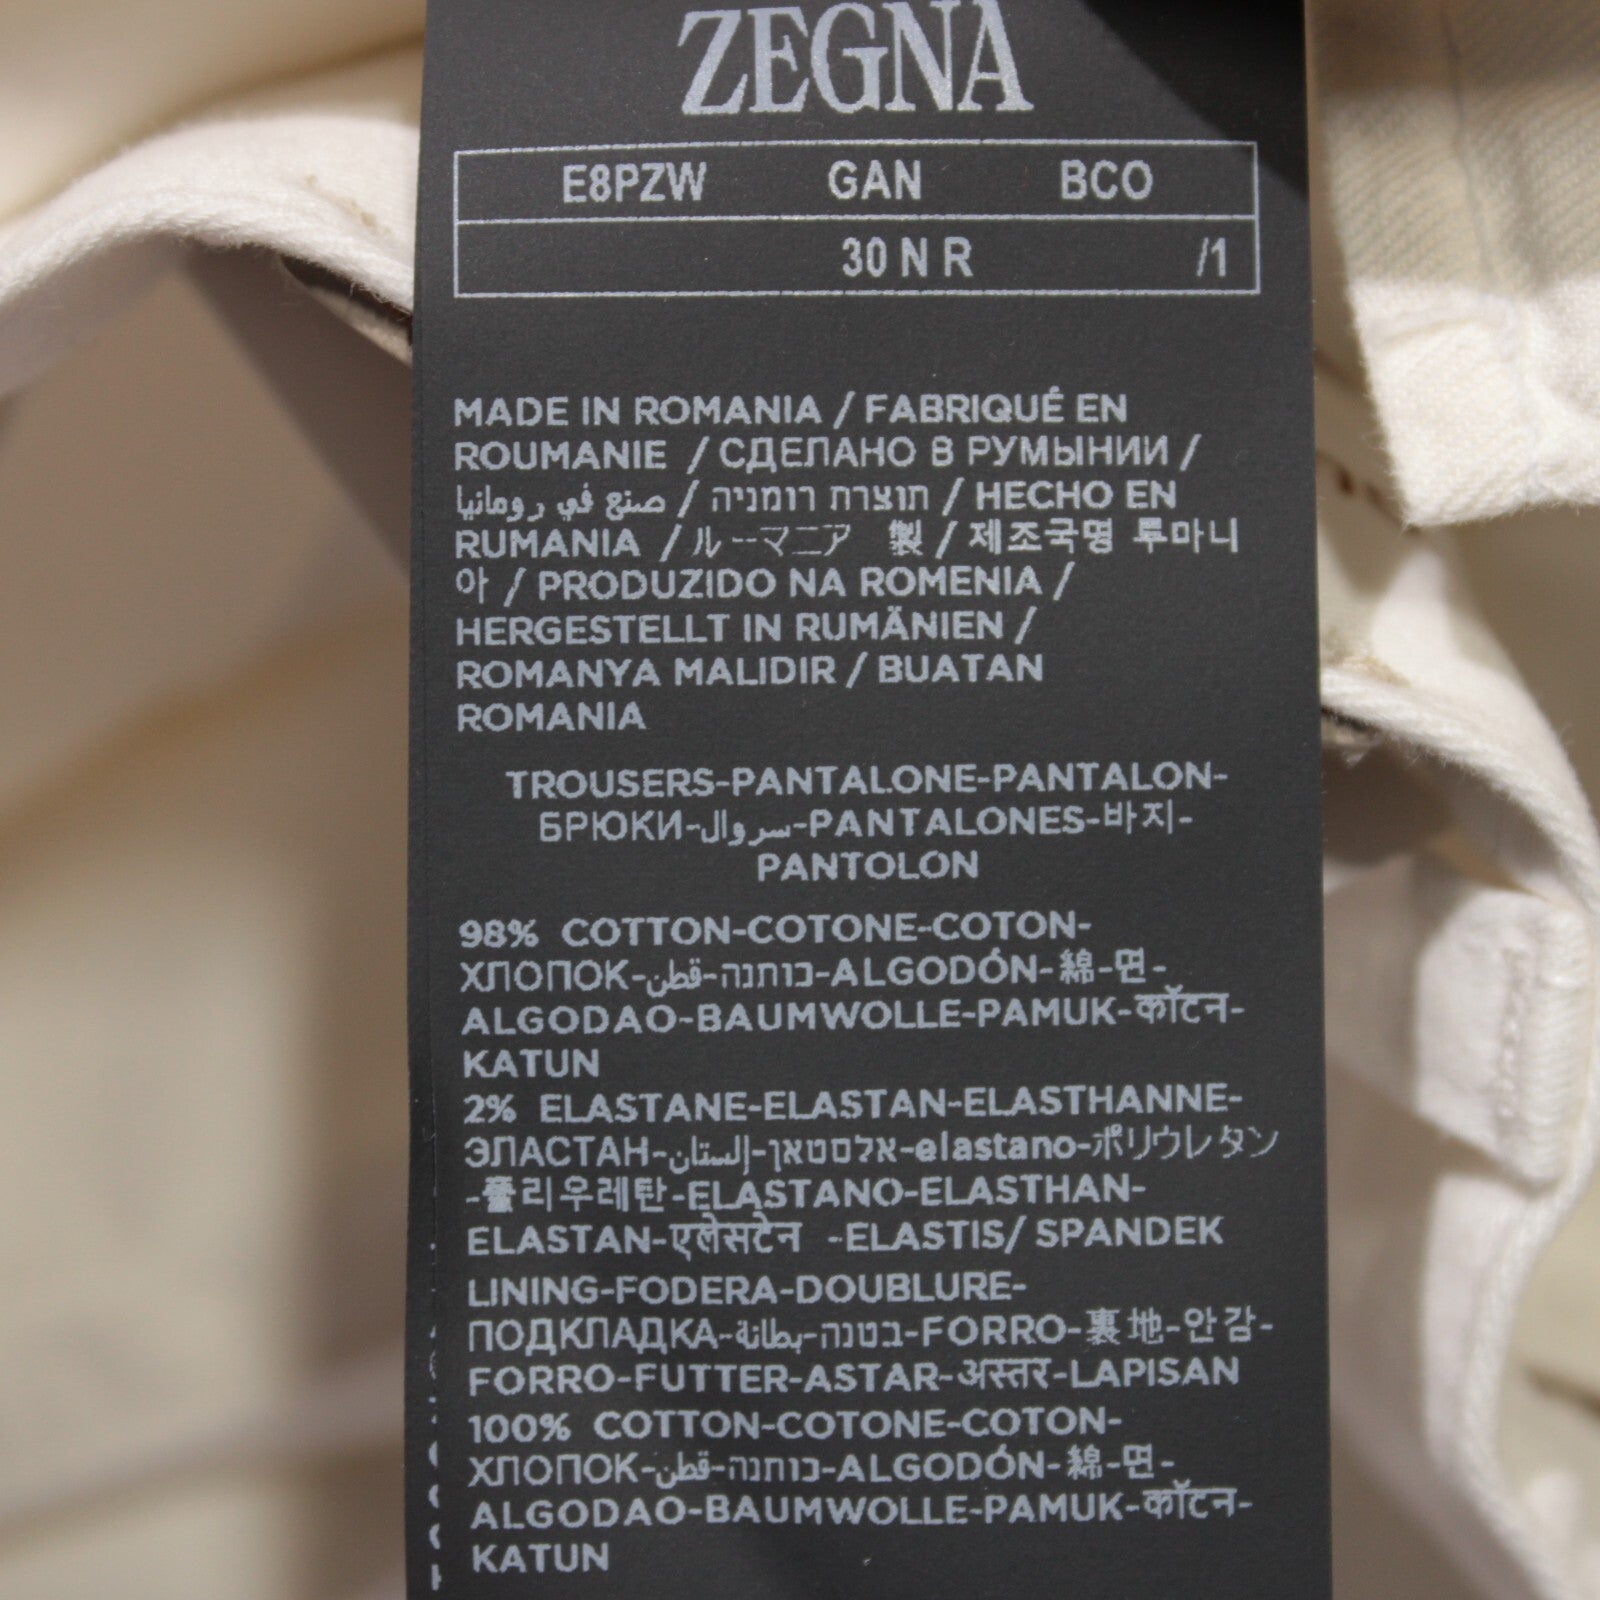 ZEGNA
E8PZW GAN BCO
30 N R /1
MADE IN ROMANIA / FABRIQUÉ EN
ROUMANIE / СДЕЛАНО В РУМЫНИИ /
صنع في رومانيا / תוצרת רומניה / HECHO EN
RUMANIA / ルーマニア 製 / 제조국명 루마니
아 / PRODUZIDO NA ROMENIA /
HERGESTELLT IN RUMÄNIEN /
ROMANYA MALIDIR / BUATAN
ROMANIA
TROUSERS-PANTALONE-PANTALON-
БРЮКИ-سروال-PANTALONES-바지-
PANTOLON
98% COTTON-COTONE-COTON-
ХЛОПОК-قطن-כותנה-ALGODÓN-綿-면-
ALGODAO-BAUMWOLLE-PAMUK-कॉटन-
KATUN
2% ELASTANE-ELASTAN-ELASTHANNE-
ЭЛАСТАН-إلستان-אלסטאן-elastano-ポリウレタン
-폴리우레탄-ELASTANO-ELASTHAN-
ELASTAN-एलेसटेन -ELASTIS/ SPANDEK
LINING-FODERA-DOUBLURE-
ПОДКЛАДКА-بطانة-בטנה-FORRO-裏地-안감-
FORRO-FUTTER-ASTAR-अस्तर-LAPISAN
100% COTTON-COTONE-COTON-
ХЛОПОК-قطن-כותנה-ALGODÓN-綿-면-
ALGODAO-BAUMWOLLE-PAMUK-कॉटन-
KATUN